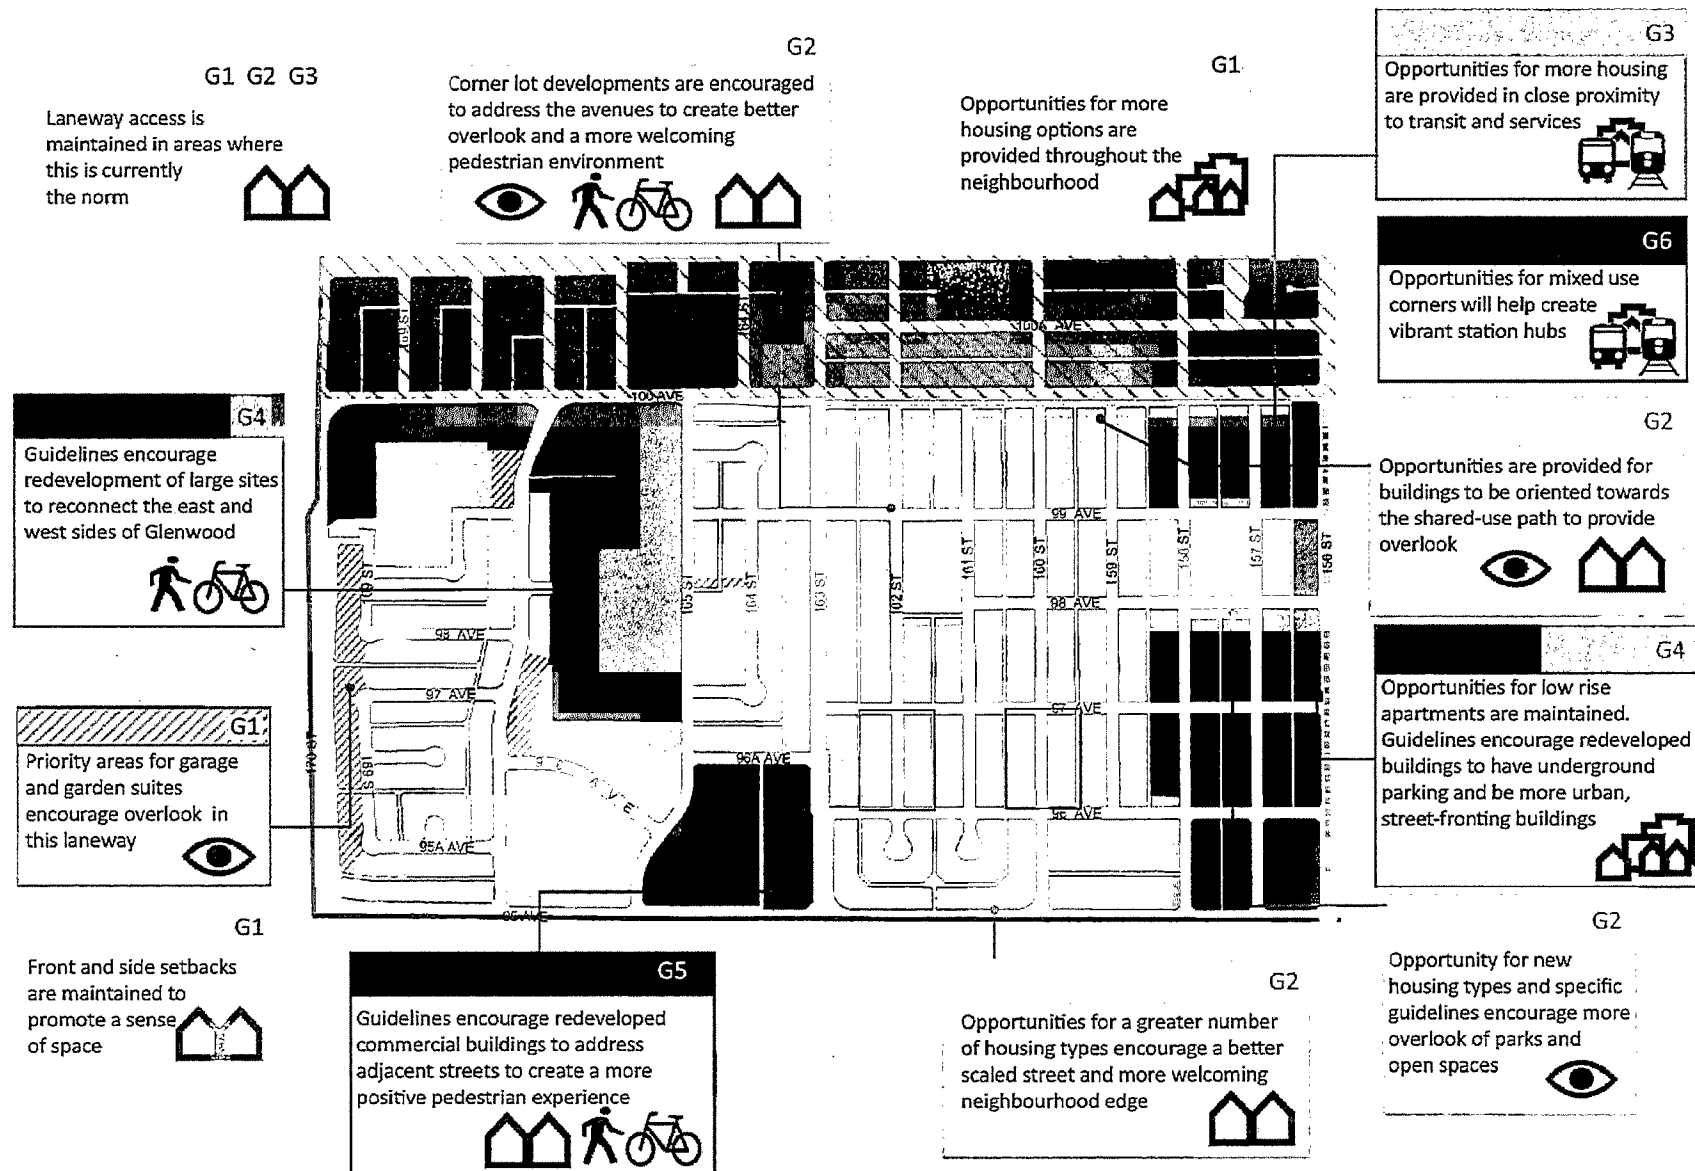 G1 G2 G3
Laneway access is
maintained in areas where
this is currently
the norm
G2
Corner lot developments are encouraged
to address the avenues to create better
overlook and a more welcoming
pedestrian environment
G1
Opportunities for more
housing options are
provided throughout the
neighbourhood
G3
Opportunities for more housing
are provided in close proximity
to transit and services
G6
Opportunities for mixed use
corners will help create
vibrant station hubs
G4
Guidelines encourage
redevelopment of large sites
to reconnect the east and
west sides of Glenwood
G2
Opportunities are provided for
buildings to be oriented towards
the shared-use path to provide
overlook
G4
Opportunities for low rise
apartments are maintained.
Guidelines encourage redeveloped
buildings to have underground
parking and be more urban,
street-fronting buildings
G1
Priority areas for garage
and garden suites
encourage overlook in
this laneway
G1
Front and side setbacks
are maintained to
promote a sense
of space
G5
Guidelines encourage redeveloped
commercial buildings to address
adjacent streets to create a more
positive pedestrian experience
G2
Opportunities for a greater number
of housing types encourage a better
scaled street and more welcoming
neighbourhood edge
G2
Opportunity for new
housing types and specific
guidelines encourage more
overlook of parks and
open spaces
169 ST
164 ST
100A AVE
100 AVE
99 AVE
169 ST
165 ST
164 ST
163 ST
162 ST
161 ST
160 ST
159 ST
157 ST
156 ST
98 AVE
98 AVE
97 AVE
97 AVE
170 ST
169 S
96A AVE
96 AVE
95A AVE
95 AVE